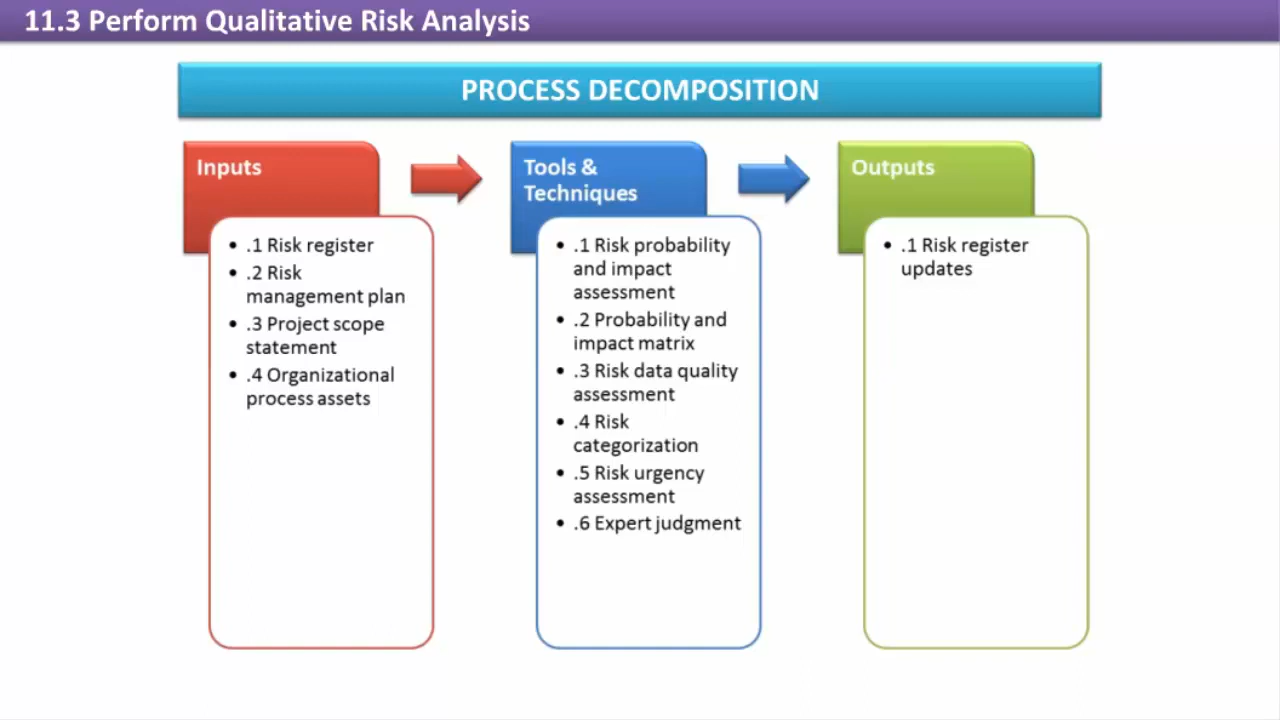 11.3 Perform Qualitative Risk Analysis
PROCESS DECOMPOSITION
Inputs
• .1 Risk register
• .2 Risk
management plan
• .3 Project scope
statement
• .4 Organizational
process assets
Tools &
Techniques
• .1 Risk probability
and impact
assessment
• .2 Probability and
impact matrix
• .3 Risk data quality
assessment
• .4 Risk
categorization
• .5 Risk urgency
assessment
• .6 Expert judgment
Outputs
• .1 Risk register
updates